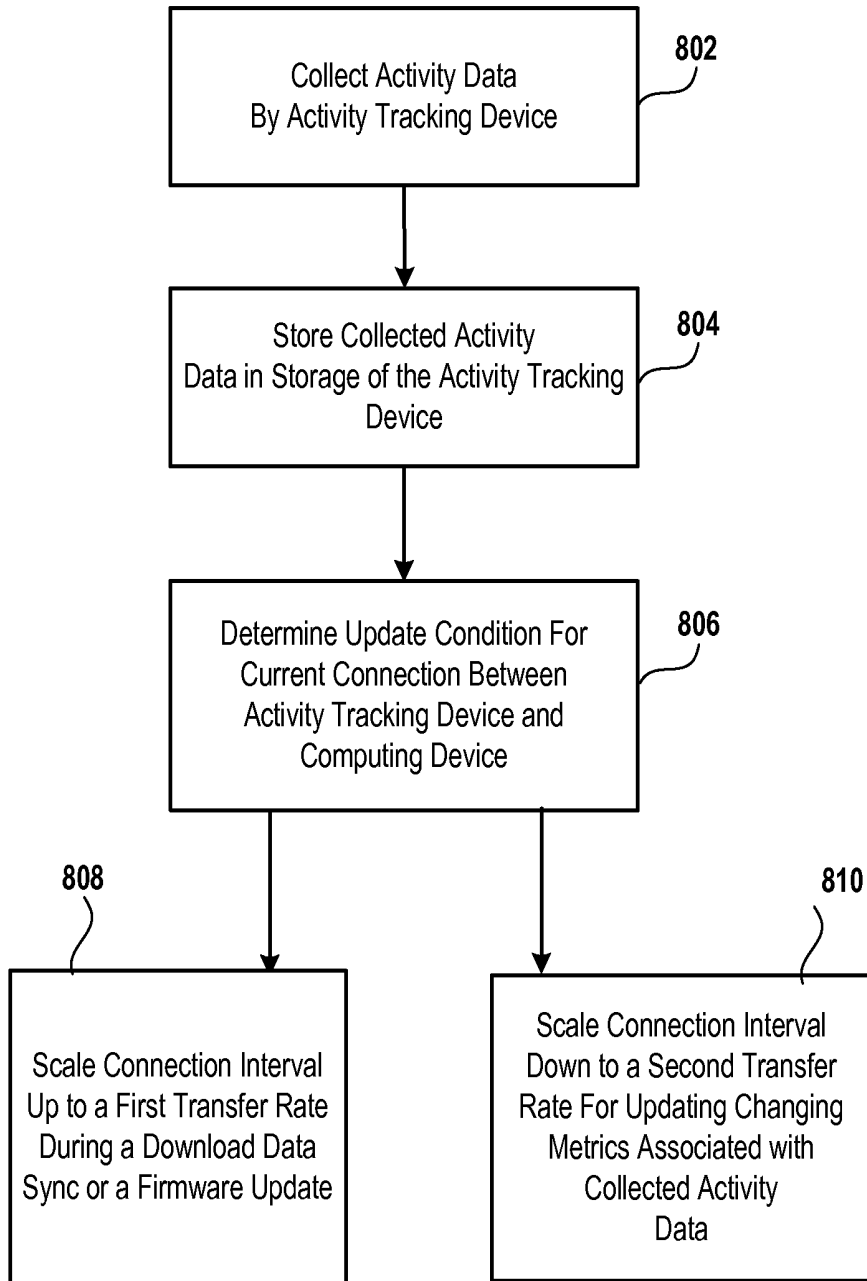 Collect Activity Data
By Activity Tracking Device
802
Store Collected Activity
Data in Storage of the Activity Tracking
Device
804
Determine Update Condition For
Current Connection Between
Activity Tracking Device and
Computing Device
806
808
Scale Connection Interval
Up to a First Transfer Rate
During a Download Data
Sync or a Firmware Update
810
Scale Connection Interval
Down to a Second Transfer
Rate For Updating Changing
Metrics Associated with
Collected Activity
Data